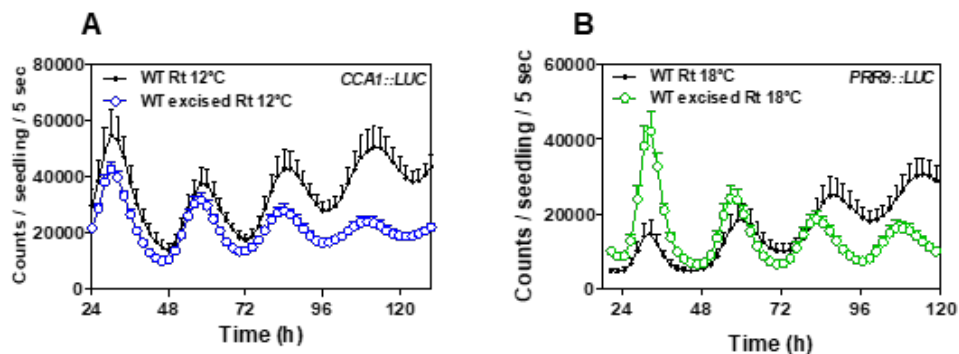 A
Counts / seedling / 5 sec
80000
60000
40000
20000
0
WT Rt 12°C
WT excised Rt 12°C
CCA1::LUC
24 48 72 96 120
Time (h)
B
Counts / seedling / 5 sec
60000
40000
20000
0
WT Rt 18°C
WT excised Rt 18°C
PRR9::LUC
24 48 72 96 120
Time (h)